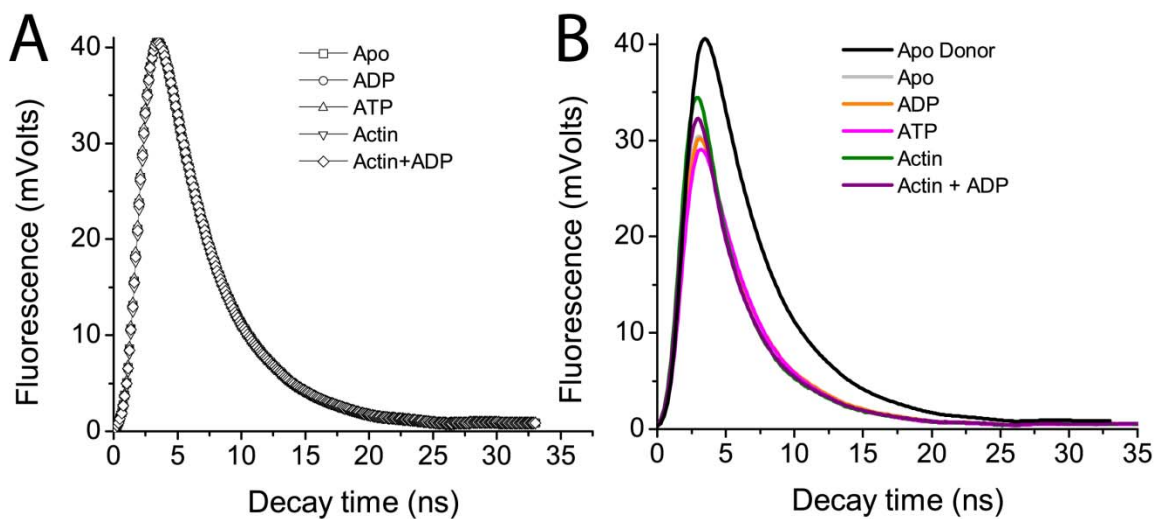 A
Fluorescence (mVolts)
40
30
20
10
0
Apo
ADP
ATP
Actin
Actin+ADP
0 5 10 15 20 25 30 35
Decay time (ns)
B
Fluorescence (mVolts)
40
30
20
10
0
Apo Donor
Apo
ADP
ATP
Actin
Actin + ADP
0 5 10 15 20 25 30 35
Decay time (ns)